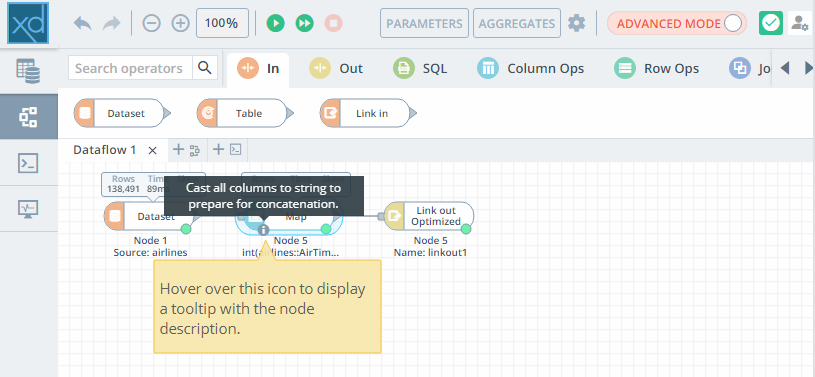 xd
100%
PARAMETERS
AGGREGATES
ADVANCED MODE
Search operators
In
Out
SQL
Column Ops
Row Ops
Jo
Dataset
Table
Link in
Dataflow 1
Rows
138,491
89ms
Cast all columns to string to
prepare for concatenation.
Dataset
Map
Link out
Optimized
Node 1
Source: airlines
Node 5
int(airlines::AirTim...
Node 5
Name: linkout1
Hover over this icon to display
a tooltip with the node
description.